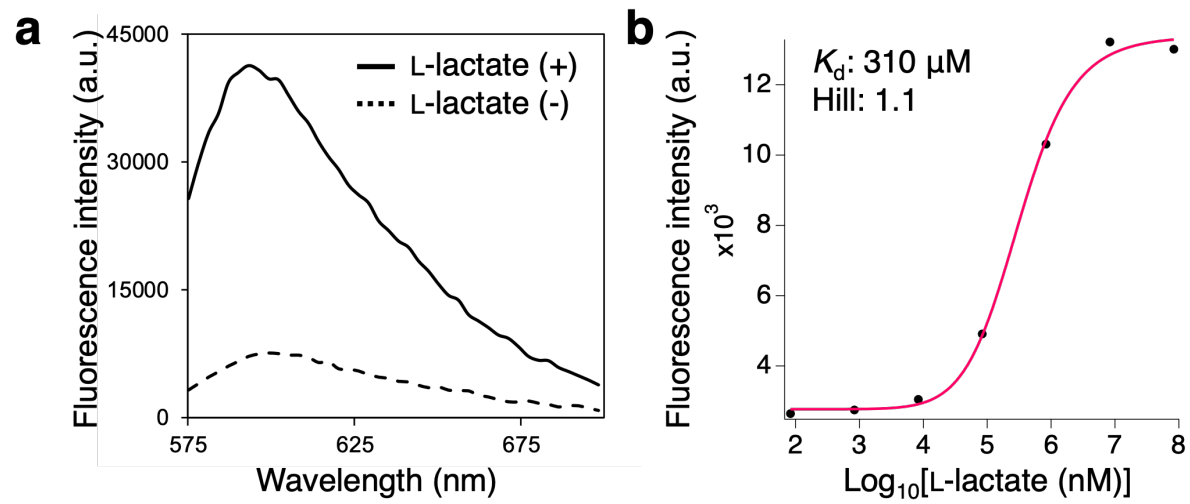 a
Fluorescence intensity (a.u.)
45000
30000
15000
0
L-lactate (+)
L-lactate (-)
575
625
675
Wavelength (nm)
b
Fluorescence intensity (a.u.)
x10³
12
10
8
6
4
Kd: 310 µM
Hill: 1.1
2
3
4
5
6
7
8
Log₁₀[L-lactate (nM)]